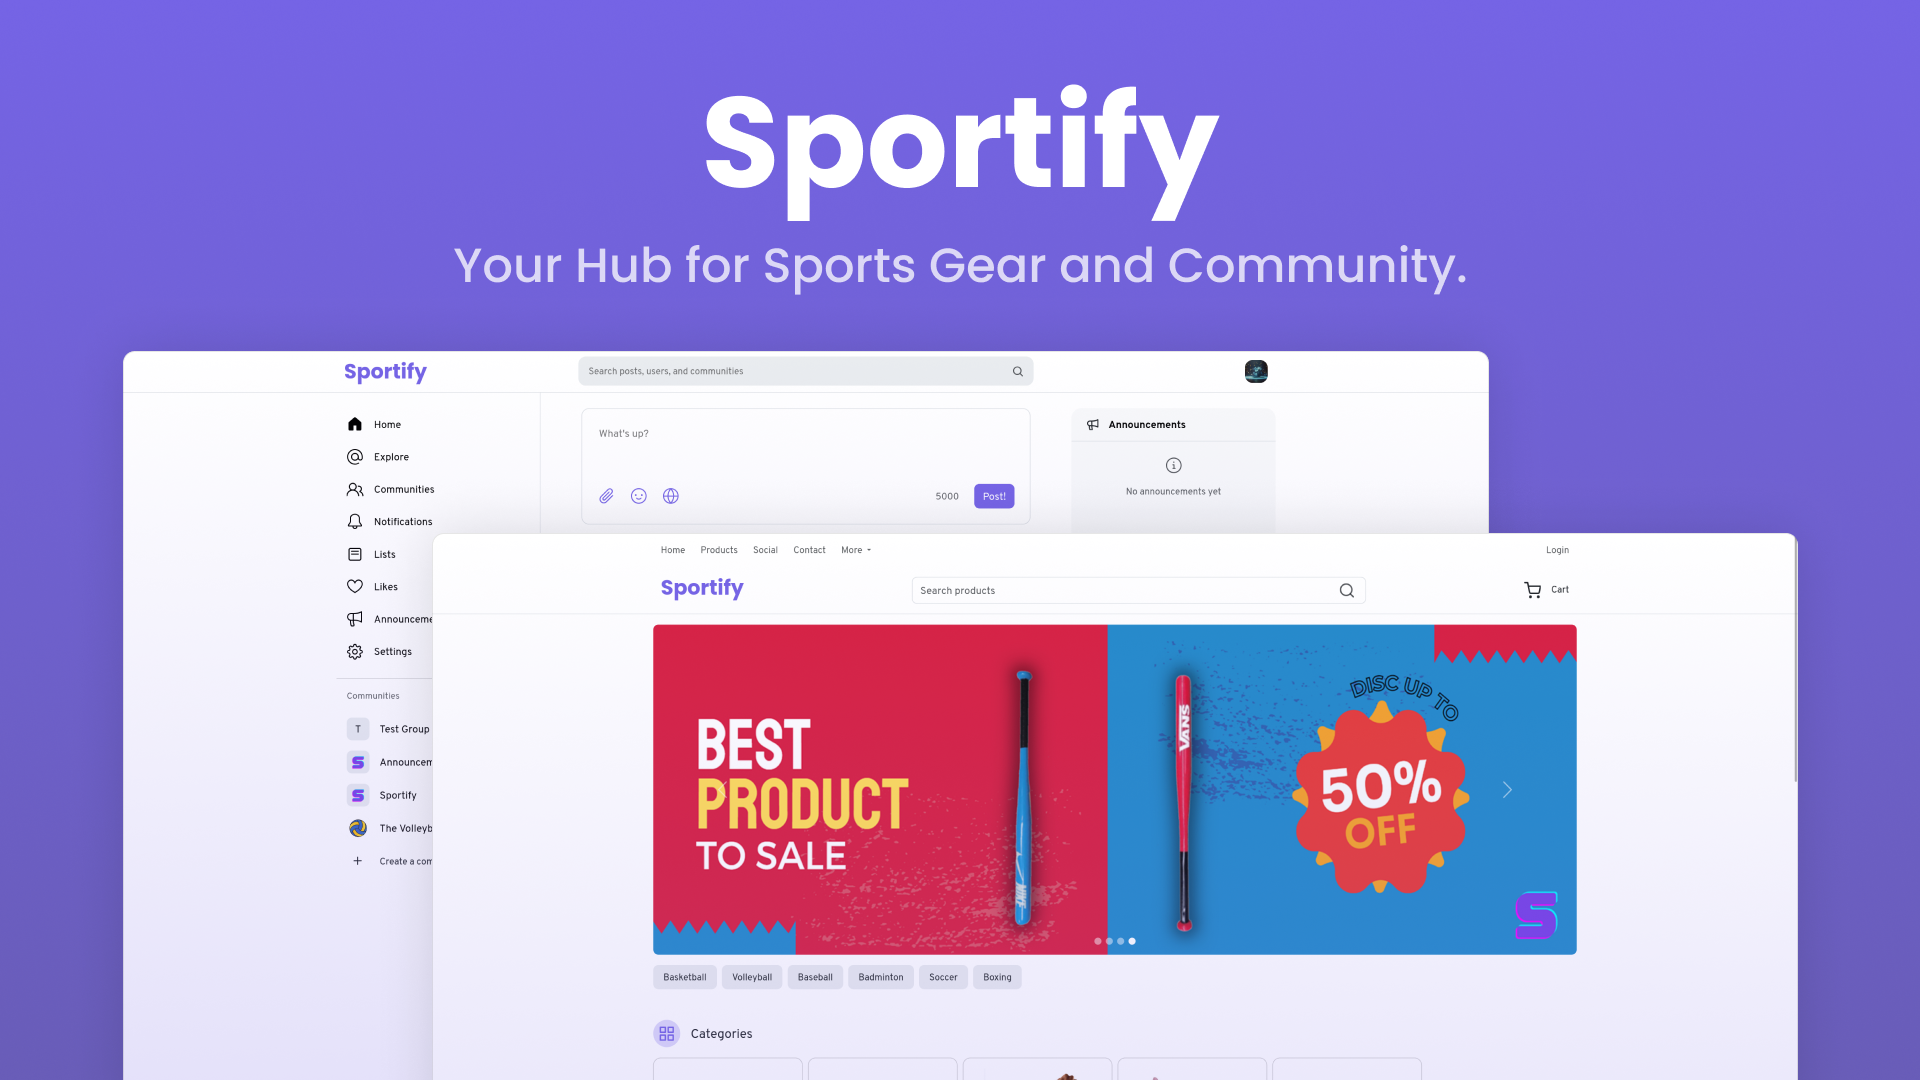 Sportify
Your Hub for Sports Gear and Community.
Sportify
Search posts, users, and communities
Home
Explore
Communities
Notifications
Lists
Likes
Announceme
Settings
Communities
T Test Group
Announcem
Sportify
The Volleyb
Create a com
What's up?
5000 Post!
Announcements
No announcements yet
Home Products Social Contact More
Login
Sportify
Search products
Cart
BEST
PRODUCT
TO SALE
NIKE
VANS
DISC UP TO
50%
OFF
S
Basketball Volleyball Baseball Badminton Soccer Boxing
Categories